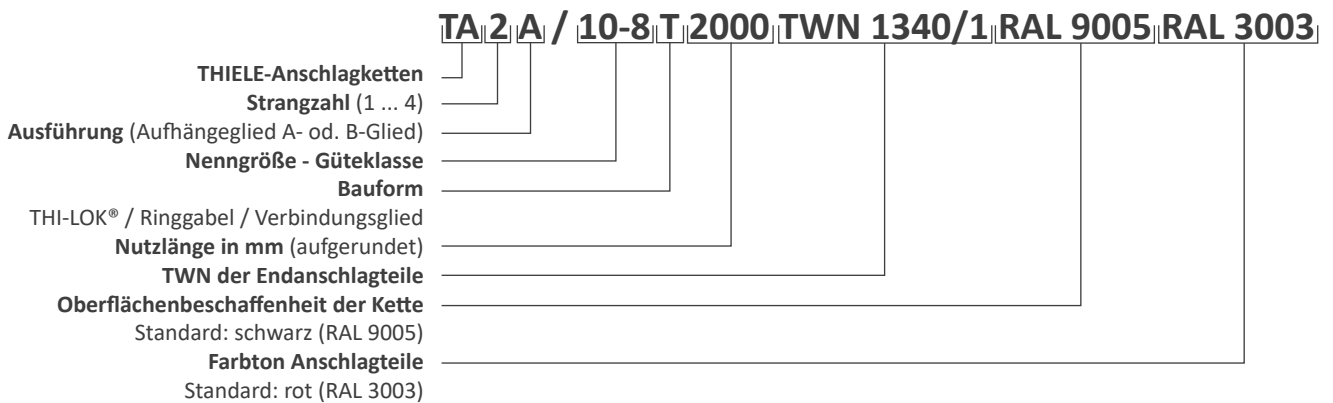 TA 2 A / 10-8 T 2000 TWN 1340/1 RAL 9005 RAL 3003
THIELE-Anschlagketten
Strangzahl (1 ... 4)
Ausführung (Aufhängeglied A- od. B-Glied)
Nenngröße - Güteklasse
Bauform
THI-LOK® / Ringgabel / Verbindungsglied
Nutzlänge in mm (aufgerundet)
TWN der Endanschlagteile
Oberflächenbeschaffenheit der Kette
Standard: schwarz (RAL 9005)
Farbton Anschlagteile
Standard: rot (RAL 3003)